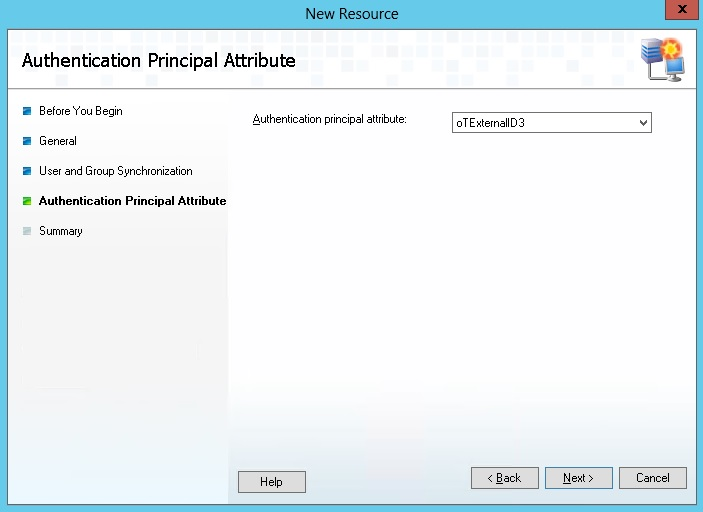 New Resource
x
Authentication Principal Attribute
Before You Begin
General
User and Group Synchronization
Authentication Principal Attribute
Summary
Authentication principal attribute:
oTExternalID3
Help
< Back
Next >
Cancel